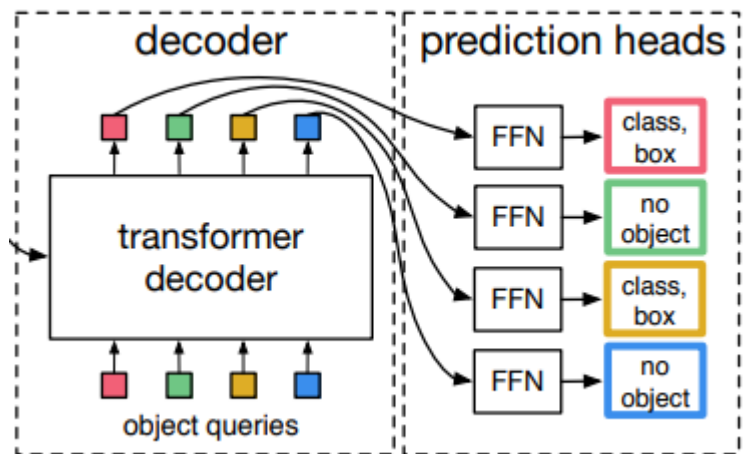 decoder
prediction heads
transformer
decoder
object queries
FFN
class,
box
FFN
no
object
FFN
class,
box
FFN
no
object